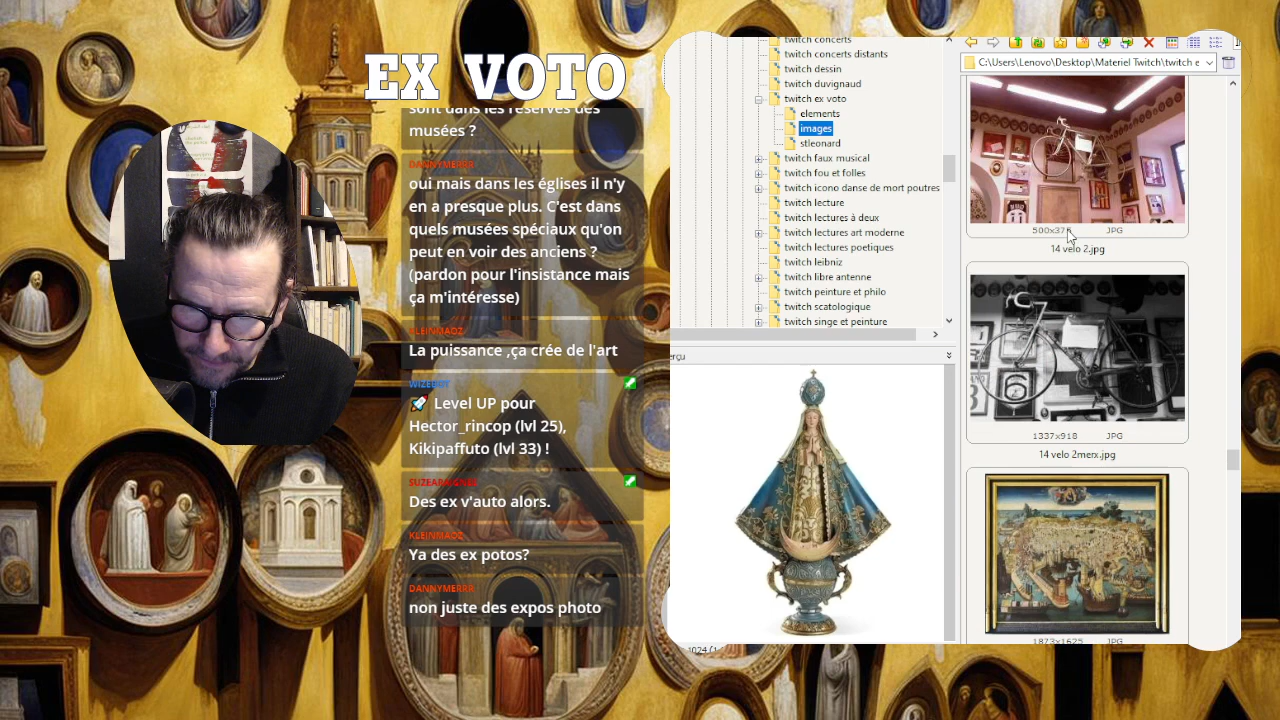 EX VOTO
sont dans les réserves des
musées ?
DANNYMERRR
oui mais dans les églises il n'y
en a presque plus. C'est dans
quels musées spéciaux qu'on
peut en voir des anciens ?
(pardon pour l'insistance mais
ça m'intéresse)
KLEINMAOZ
La puissance ,ça crée de l'art
WIZEBOT
🚀 Level UP pour
Hector_rincop (lvl 25),
Kikipaffuto (lvl 33) !
Des ex v'auto alors.
KLEINMAOZ
Ya des ex potos?
DANNYMERRR
non juste des expos photo
twitch concerts
twitch concerts distants
twitch dessin
twitch duvignaud
twitch ex voto
elements
images
stleonard
twitch faux musical
twitch fou et folles
twitch icono danse de mort poutres
twitch lecture
twitch lectures à deux
twitch lectures art moderne
twitch lectures poetiques
twitch leibniz
twitch libre antenne
twitch peinture et philo
twitch scatologique
twitch singe et peinture
erçu
C:\Users\Lenovo\Desktop\Materiel Twitch\twitch e
JPG
14 velo 2.jpg
1337x918 JPG
14 velo 2merx.jpg
1873x1625 JPG